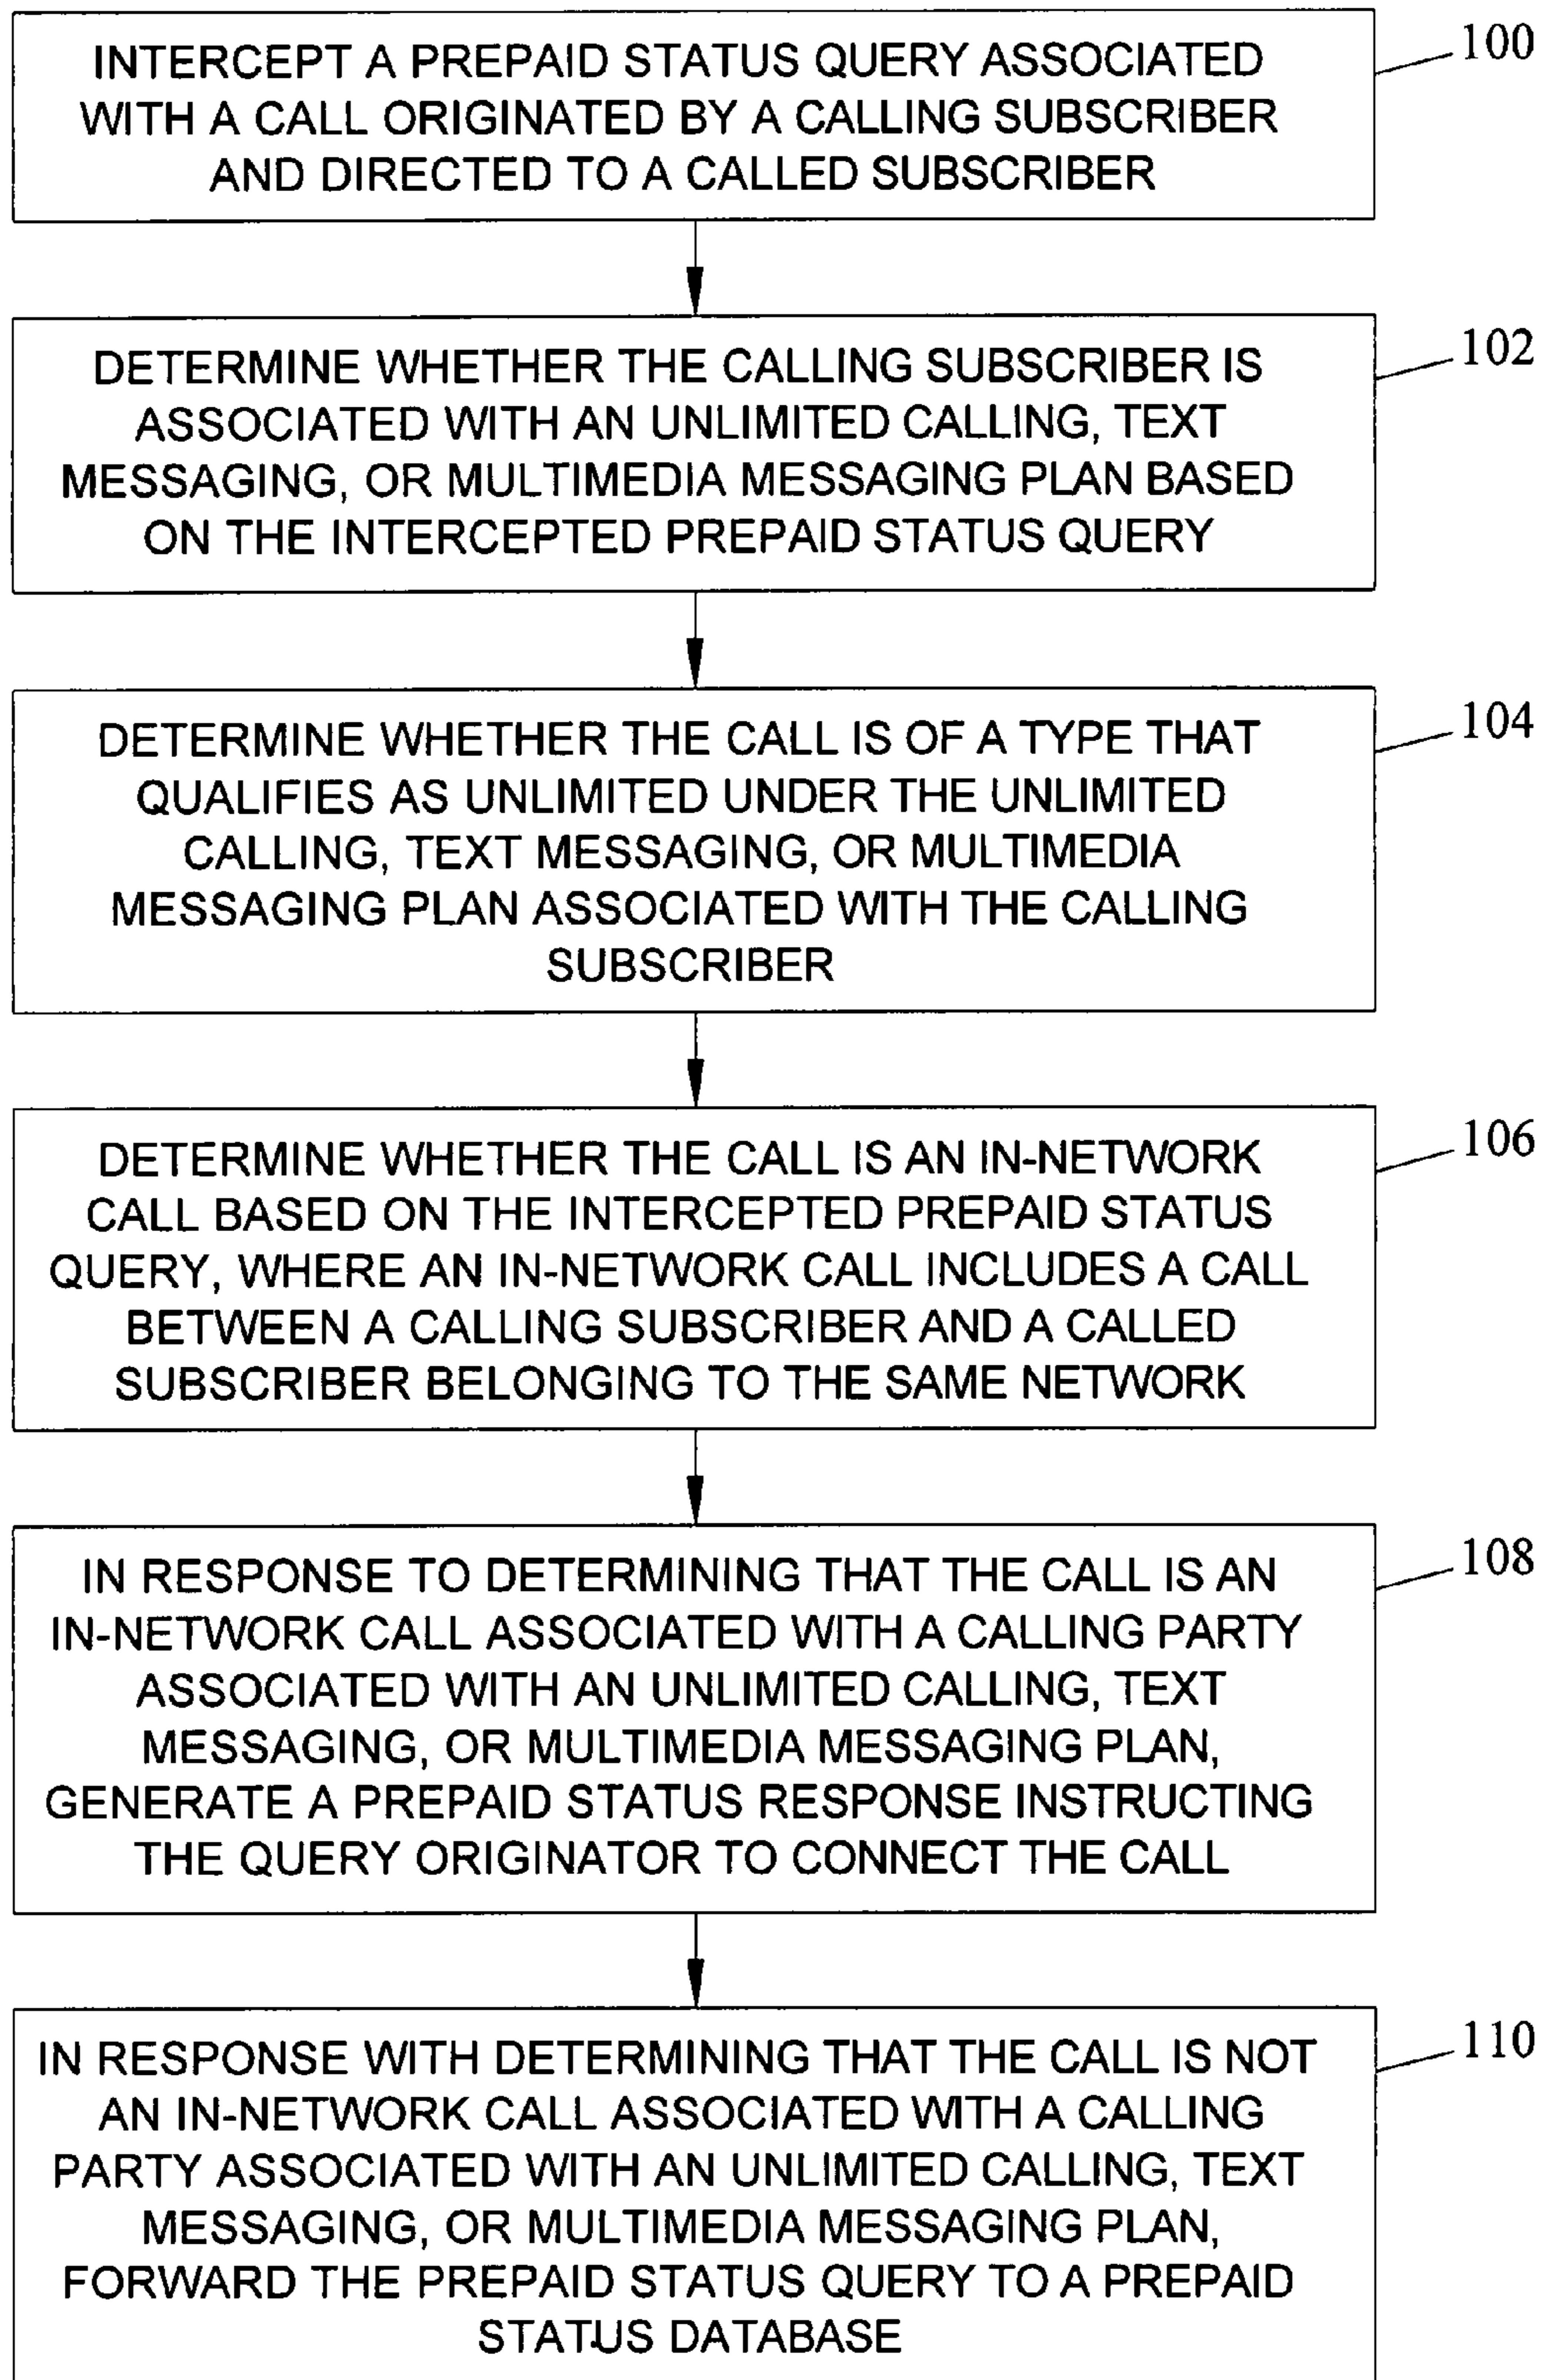 INTERCEPT A PREPAID STATUS QUERY ASSOCIATED
WITH A CALL ORIGINATED BY A CALLING SUBSCRIBER
AND DIRECTED TO A CALLED SUBSCRIBER
100
DETERMINE WHETHER THE CALLING SUBSCRIBER IS
ASSOCIATED WITH AN UNLIMITED CALLING, TEXT
MESSAGING, OR MULTIMEDIA MESSAGING PLAN BASED
ON THE INTERCEPTED PREPAID STATUS QUERY
102
DETERMINE WHETHER THE CALL IS OF A TYPE THAT
QUALIFIES AS UNLIMITED UNDER THE UNLIMITED
CALLING, TEXT MESSAGING, OR MULTIMEDIA
MESSAGING PLAN ASSOCIATED WITH THE CALLING
SUBSCRIBER
104
DETERMINE WHETHER THE CALL IS AN IN-NETWORK
CALL BASED ON THE INTERCEPTED PREPAID STATUS
QUERY, WHERE AN IN-NETWORK CALL INCLUDES A CALL
BETWEEN A CALLING SUBSCRIBER AND A CALLED
SUBSCRIBER BELONGING TO THE SAME NETWORK
106
IN RESPONSE TO DETERMINING THAT THE CALL IS AN
IN-NETWORK CALL ASSOCIATED WITH A CALLING PARTY
ASSOCIATED WITH AN UNLIMITED CALLING, TEXT
MESSAGING, OR MULTIMEDIA MESSAGING PLAN,
GENERATE A PREPAID STATUS RESPONSE INSTRUCTING
THE QUERY ORIGINATOR TO CONNECT THE CALL
108
IN RESPONSE WITH DETERMINING THAT THE CALL IS NOT
AN IN-NETWORK CALL ASSOCIATED WITH A CALLING
PARTY ASSOCIATED WITH AN UNLIMITED CALLING, TEXT
MESSAGING, OR MULTIMEDIA MESSAGING PLAN,
FORWARD THE PREPAID STATUS QUERY TO A PREPAID
STATUS DATABASE
110